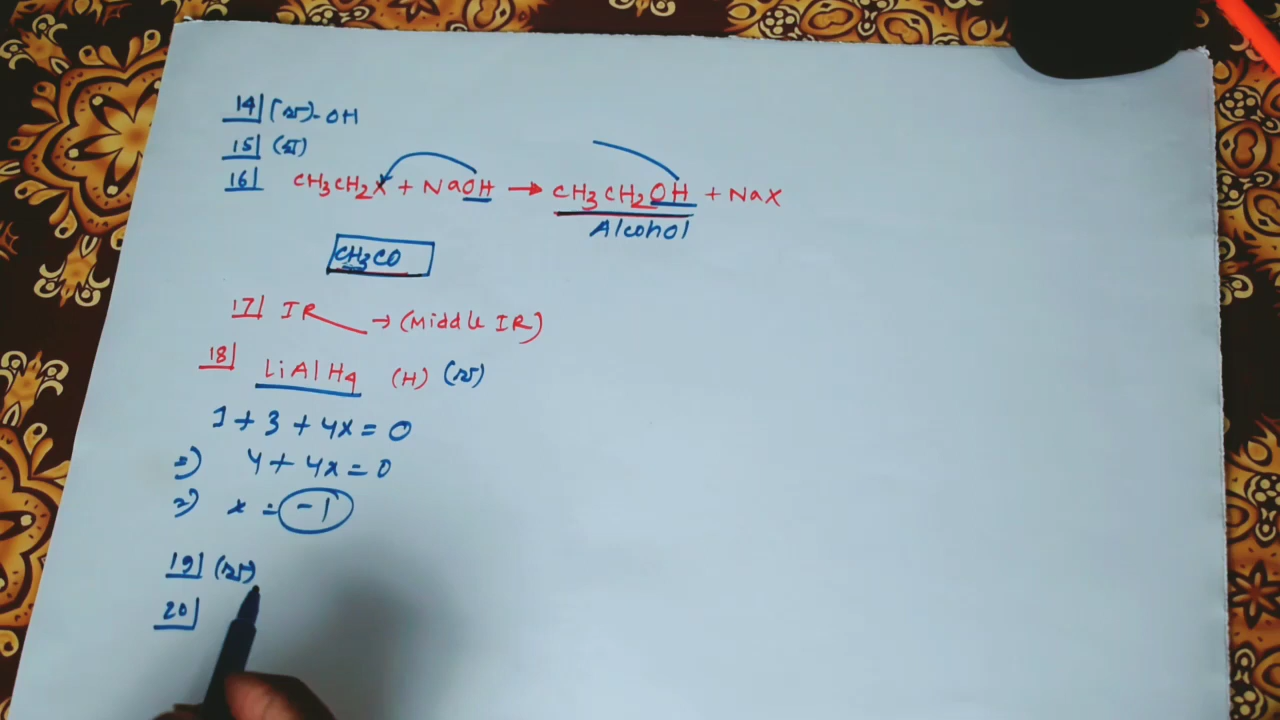 14| (খ)-OH
15| (গ)
16| CH3CH2X + NaOH → CH3CH2OH + NaX
Alcohol
CH3CO
17| IR → (Middle IR)
18| LiAlH4 (H) (খ)
1 + 3 + 4x = 0
⇒) 4 + 4x = 0
⇒) x = -1
19| (খ)
20|